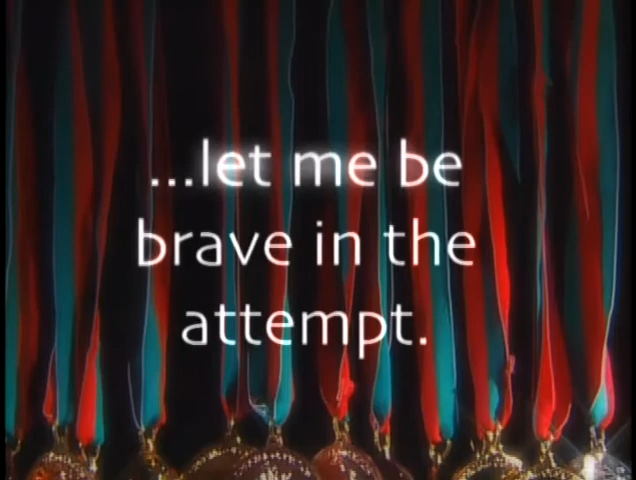 ...let me be
brave in the
attempt.